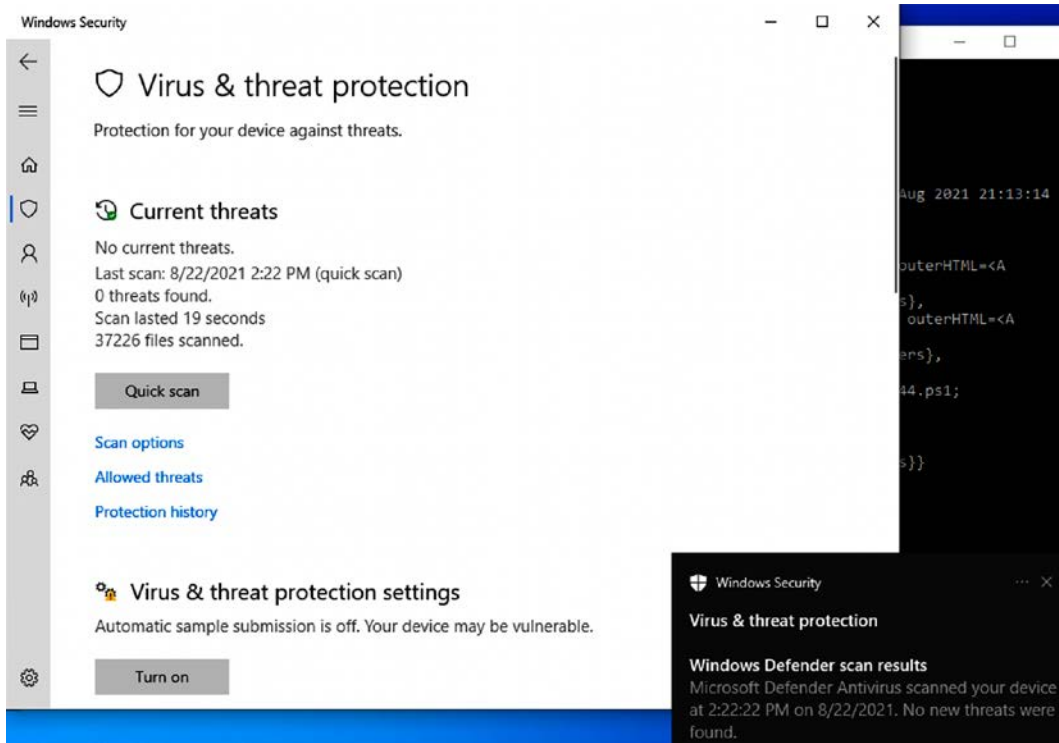 Windows Security
Virus & threat protection
Protection for your device against threats.
Current threats
No current threats.
Last scan: 8/22/2021 2:22 PM (quick scan)
0 threats found.
Scan lasted 19 seconds
37226 files scanned.
Quick scan
Scan options
Allowed threats
Protection history
Virus & threat protection settings
Automatic sample submission is off. Your device may be vulnerable.
Turn on
Aug 2021 21:13:14
outerHTML=<A
s},
outerHTML=<A
ers},
44.ps1;
s}}
Windows Security
Virus & threat protection
Windows Defender scan results
Microsoft Defender Antivirus scanned your device
at 2:22:22 PM on 8/22/2021. No new threats were
found.